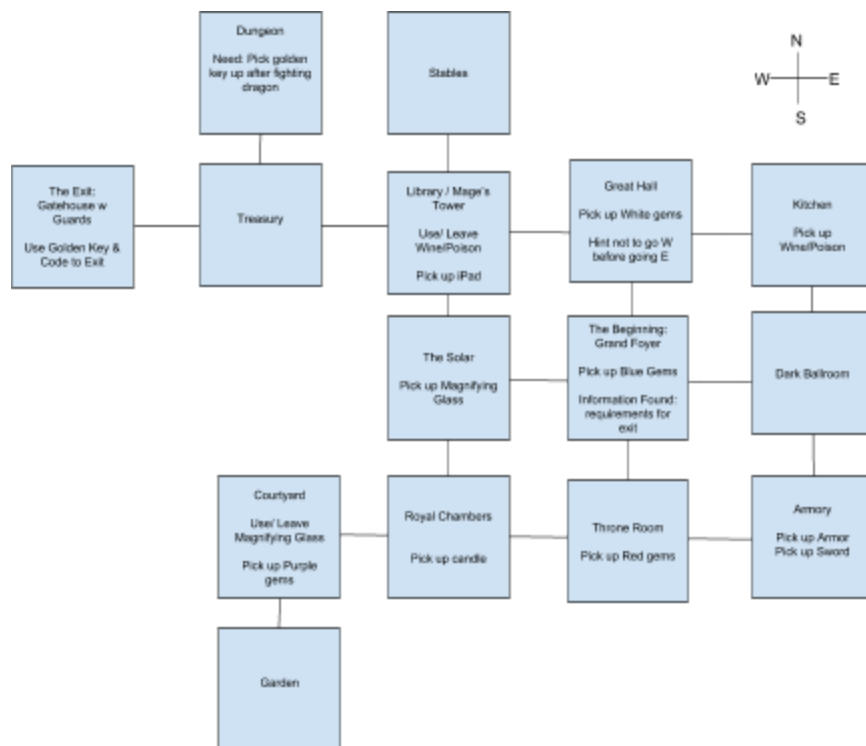 Dungeon
Need: Pick golden
key up after fighting
dragon
Stables
N
W E
S
The Exit:
Gatehouse w
Guards
Use Golden Key &
Code to Exit
Treasury
Library / Mage's
Tower
Use/ Leave
Wine/Poison
Pick up iPad
Great Hall
Pick up White gems
Hint not to go W
before going E
Kitchen
Pick up
Wine/Poison
The Solar
Pick up Magnifying
Glass
The Beginning:
Grand Foyer
Pick up Blue Gems
Information Found:
requirements for
exit
Dark Ballroom
Courtyard
Use/ Leave
Magnifying Glass
Pick up Purple
gems
Royal Chambers
Pick up candle
Throne Room
Pick up Red gems
Armory
Pick up Armor
Pick up Sword
Garden